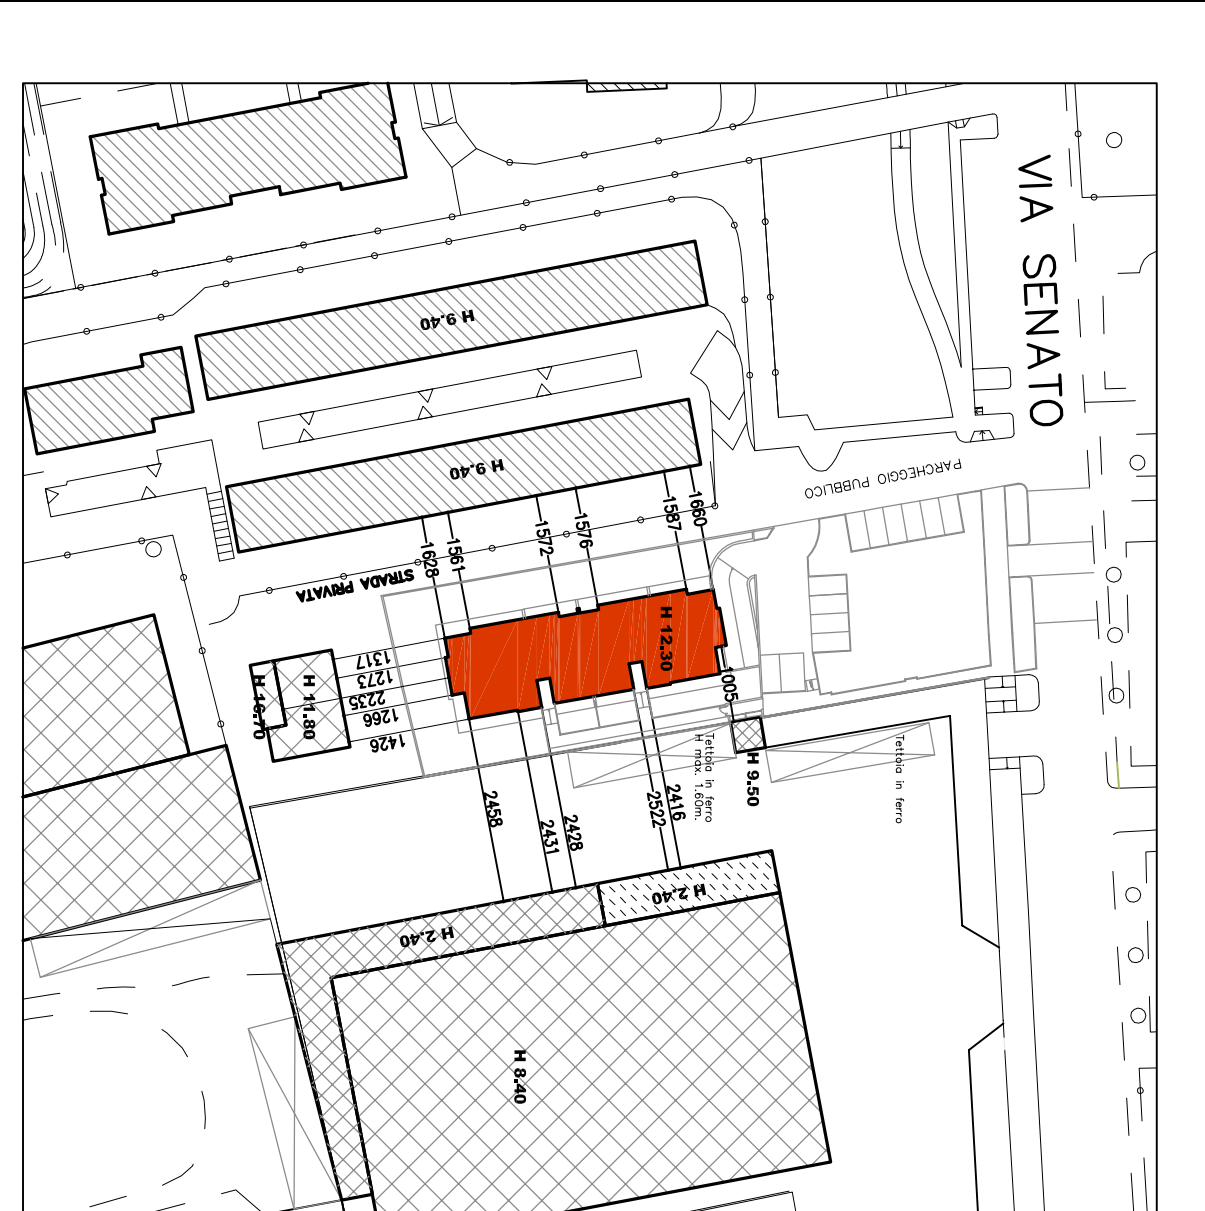 VIA SENATO
H 9.40
H 9.40
PARCHEGGIO PUBBLICO
1628
1561
1572
1576
1587
1660
STRADA PRIVATA
H 12.30
1317
1273
2235
1266
1426
H 16.70
H 11.80
1005
Tettoia in ferro
H max. 1.60m.
H 9.50
Tettoia in ferro
2458
2431
2428
2522
2416
H 2.40
H 2.40
H 8.40